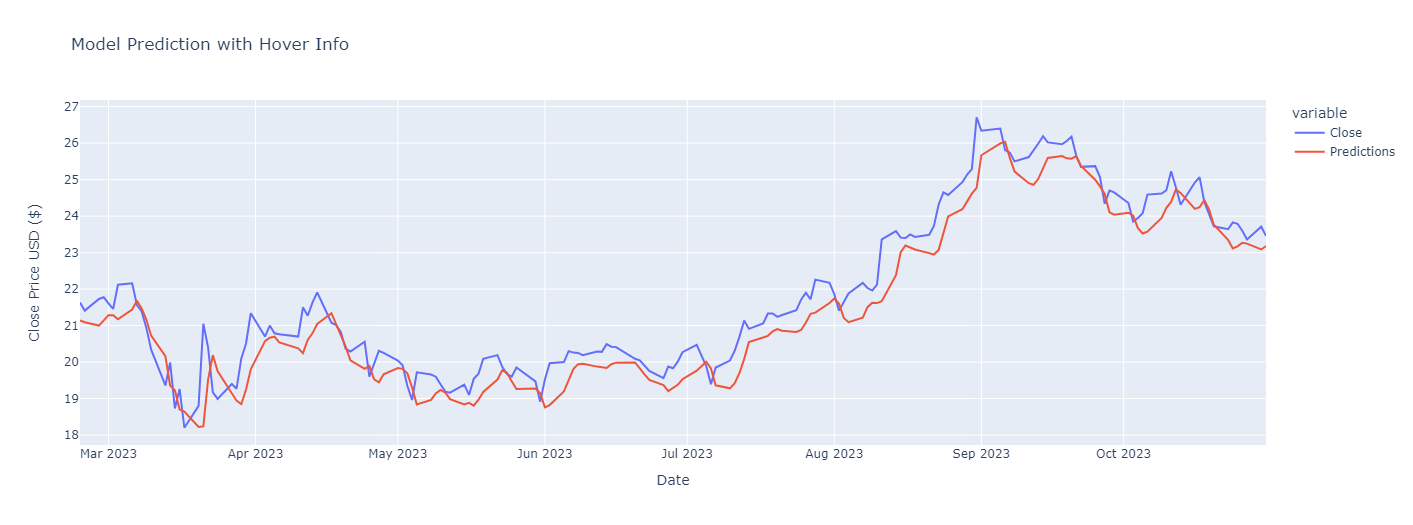 Model Prediction with Hover Info
27
26
25
24
23
22
21
20
19
18
Close Price USD ($)
Mar 2023 Apr 2023 May 2023 Jun 2023 Jul 2023 Aug 2023 Sep 2023 Oct 2023
Date
variable
Close
Predictions